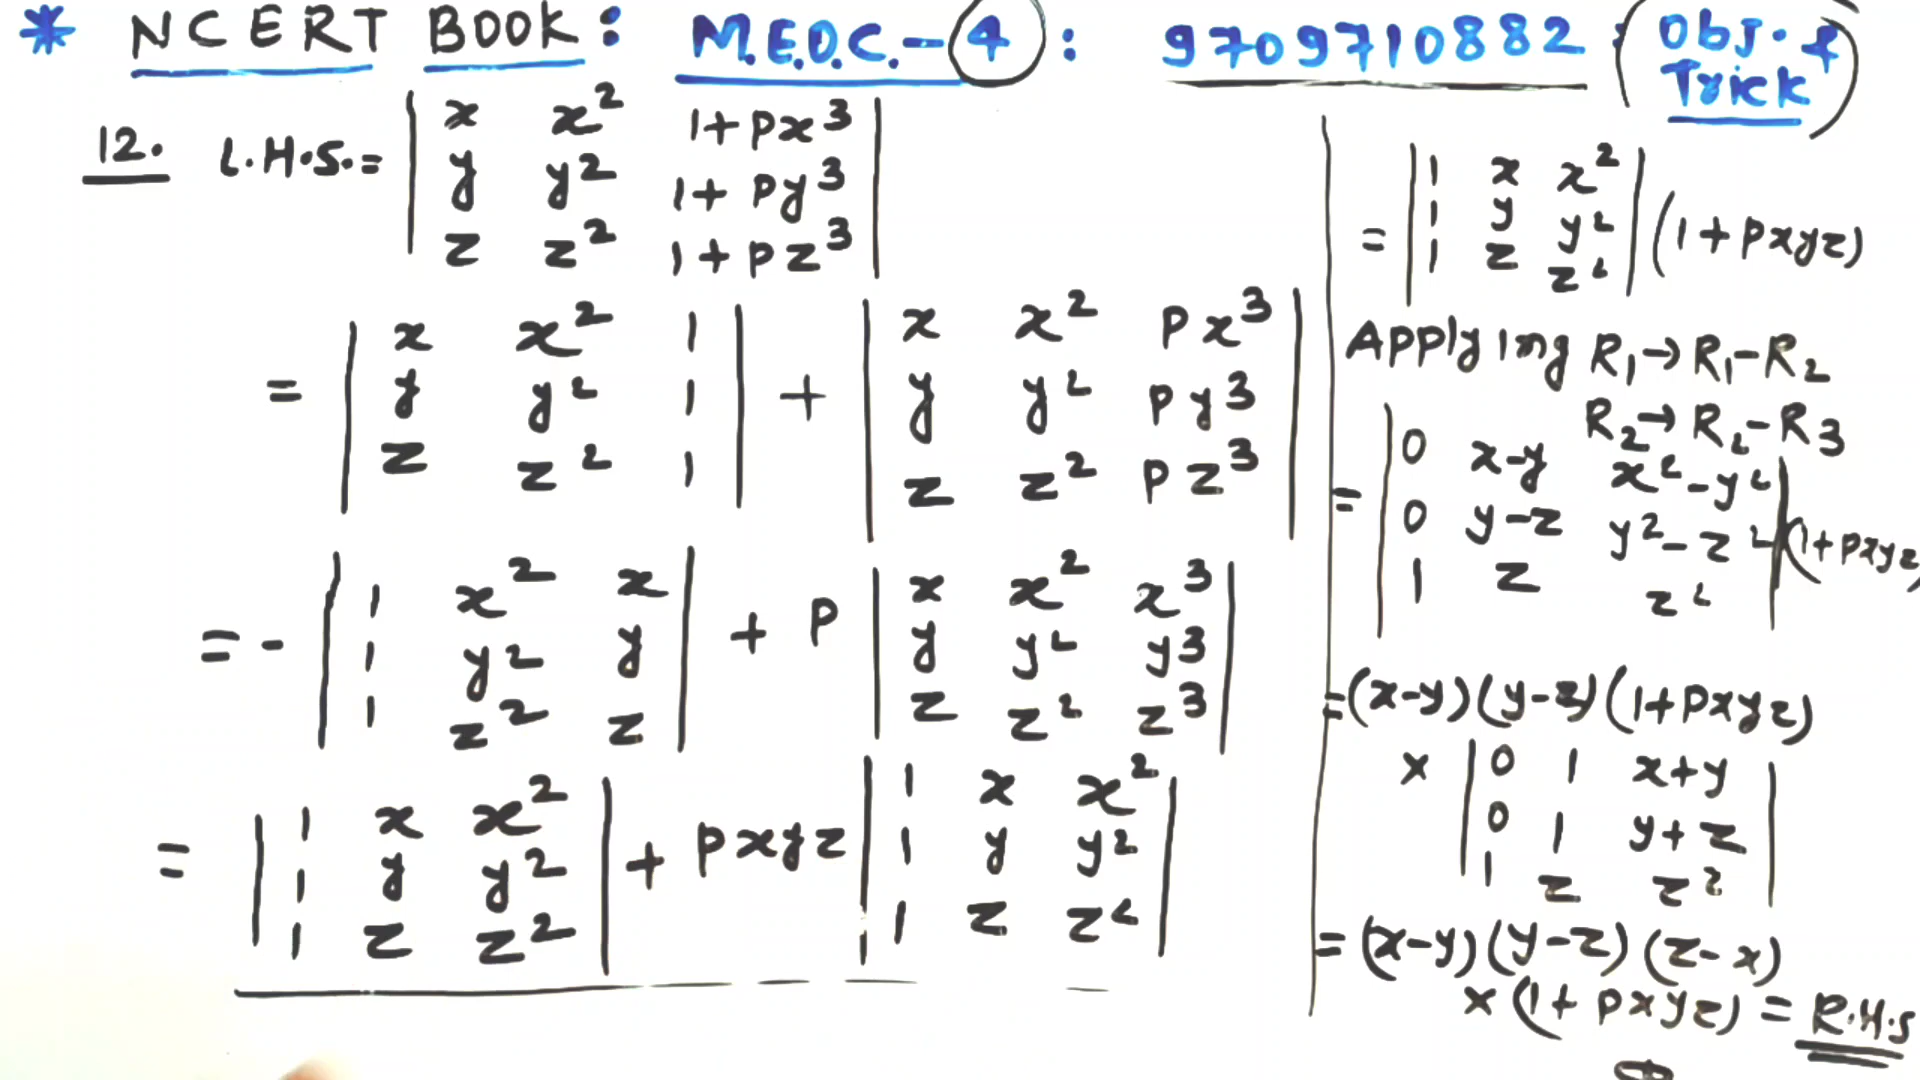 * NCERT BOOK: M.E.O.C.-4: 9709710882: Obj. &
Trick
12. L.H.S.= | x x² 1+px³ |
| y y² 1+py³ |
| z z² 1+pz³ |
= | x x² 1 | + | x x² px³ |
| y y² 1 | | y y² py³ |
| z z² 1 | | z z² pz³ |
= - | 1 x² x | + p | x x² x³ |
| 1 y² y | | y y² y³ |
| 1 z² z | | z z² z³ |
= | 1 x x² | + pxyz | 1 x x² |
| 1 y y² | | 1 y y² |
| 1 z z² | | 1 z z² |
= | 1 x x² |
| 1 y y² | (1+pxyz)
| 1 z z² |
Applying R₁→R₁-R₂
R₂→R₂-R₃
= | 0 x-y x²-y² |
| 0 y-z y²-z² | (1+pxyz)
| 1 z z² |
=(x-y)(y-z)(1+pxyz)
× | 0 1 x+y |
| 0 1 y+z |
| 1 z z² |
= (x-y)(y-z)(z-x)
×(1+pxyz) = R.H.S